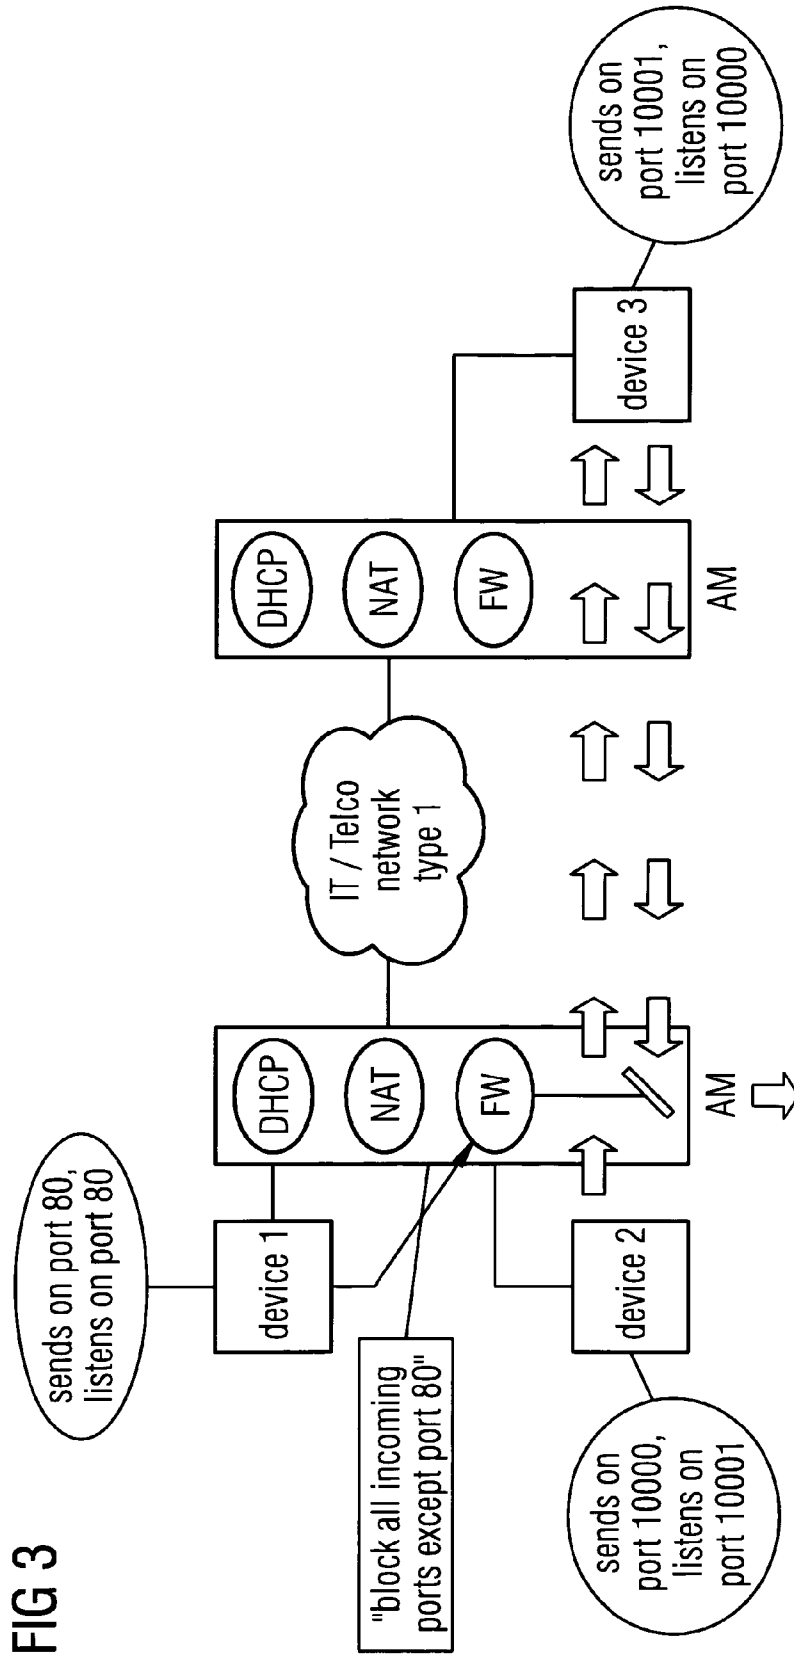 FIG 3
sends on port 80,
listens on port 80
device 1
"block all incoming
ports except port 80"
device 2
sends on
port 10000,
listens on
port 10001
DHCP
NAT
FW
AM
IT / Telco
network
type 1
DHCP
NAT
FW
AM
device 3
sends on
port 10001,
listens on
port 10000